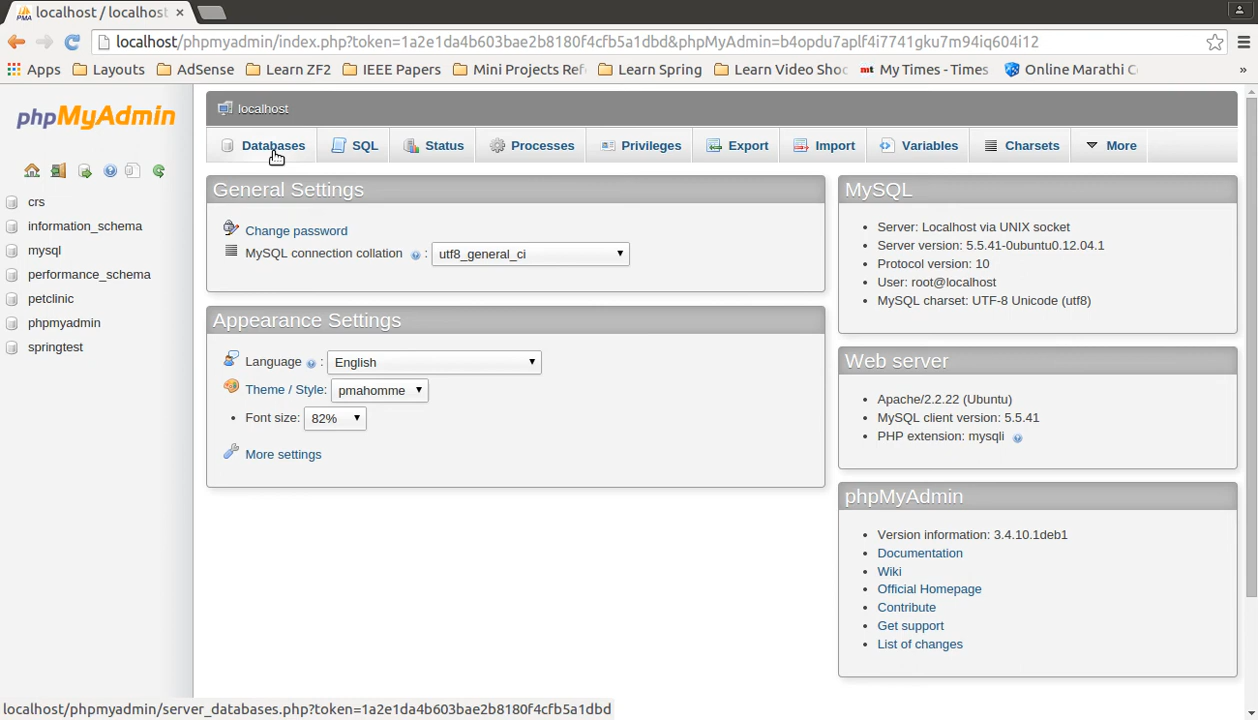 localhost / localhost
localhost/phpmyadmin/index.php?token=1a2e1da4b603bae2b8180f4cfb5a1dbd&phpMyAdmin=b4opdu7aplf4i7741gku7m94iq604i12
Apps Layouts AdSense Learn ZF2 IEEE Papers Mini Projects Ref Learn Spring Learn Video Shoo My Times - Times Online Marathi C »
phpMyAdmin
localhost
Databases SQL Status Processes Privileges Export Import Variables Charsets More
crs
information_schema
mysql
performance_schema
petclinic
phpmyadmin
springtest
General Settings
Change password
MySQL connection collation : utf8_general_ci
Appearance Settings
Language : English
Theme / Style: pmahomme
• Font size: 82%
More settings
MySQL
• Server: Localhost via UNIX socket
• Server version: 5.5.41-0ubuntu0.12.04.1
• Protocol version: 10
• User: root@localhost
• MySQL charset: UTF-8 Unicode (utf8)
Web server
• Apache/2.2.22 (Ubuntu)
• MySQL client version: 5.5.41
• PHP extension: mysqli
phpMyAdmin
• Version information: 3.4.10.1deb1
• Documentation
• Wiki
• Official Homepage
• Contribute
• Get support
• List of changes
localhost/phpmyadmin/server_databases.php?token=1a2e1da4b603bae2b8180f4cfb5a1dbd